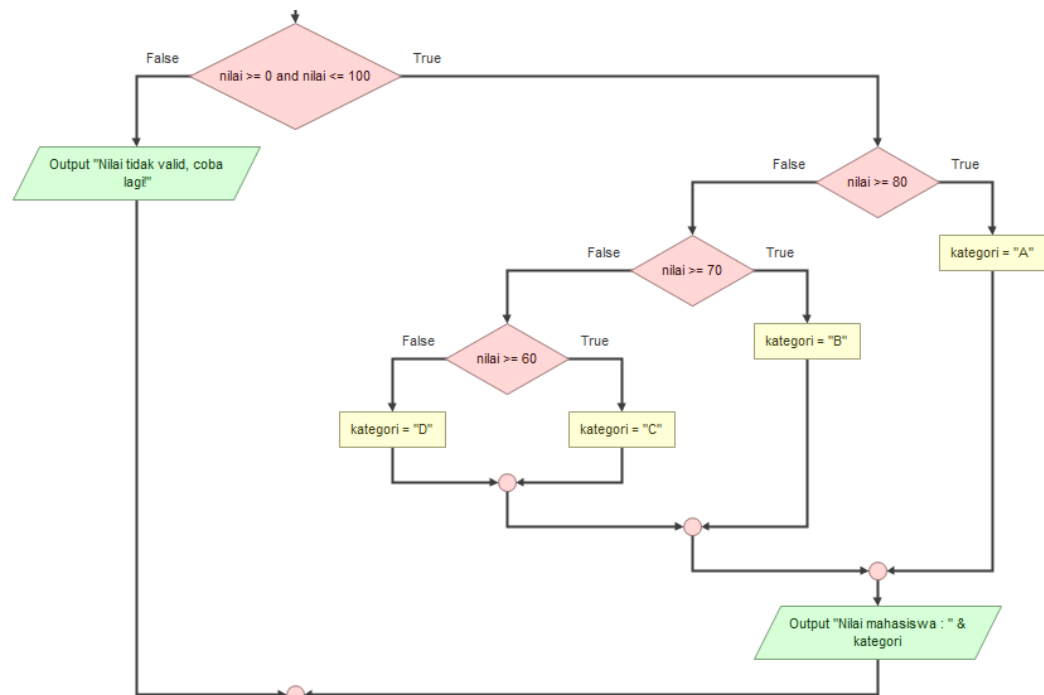 False
True
nilai >= 0 and nilai <= 100
Output "Nilai tidak valid, coba
lagi!"
False
True
nilai >= 80
kategori = "A"
False
True
nilai >= 70
kategori = "B"
False
True
nilai >= 60
kategori = "D"
kategori = "C"
Output "Nilai mahasiswa : " &
kategori